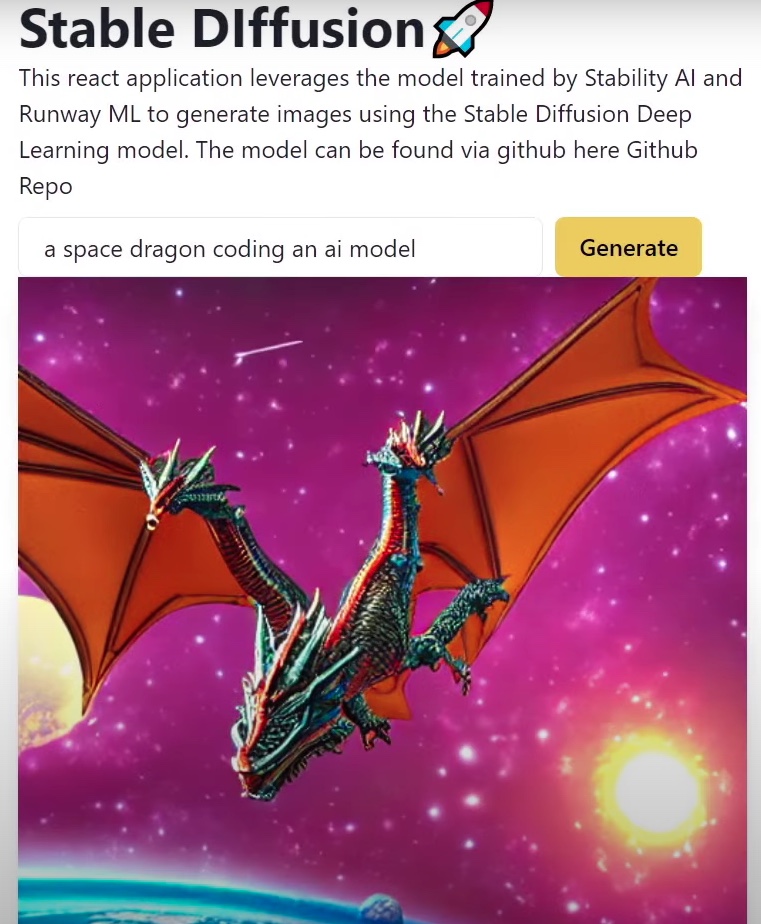 Stable DIffusion🚀
This react application leverages the model trained by Stability AI and
Runway ML to generate images using the Stable Diffusion Deep
Learning model. The model can be found via github here Github
Repo
a space dragon coding an ai model
Generate